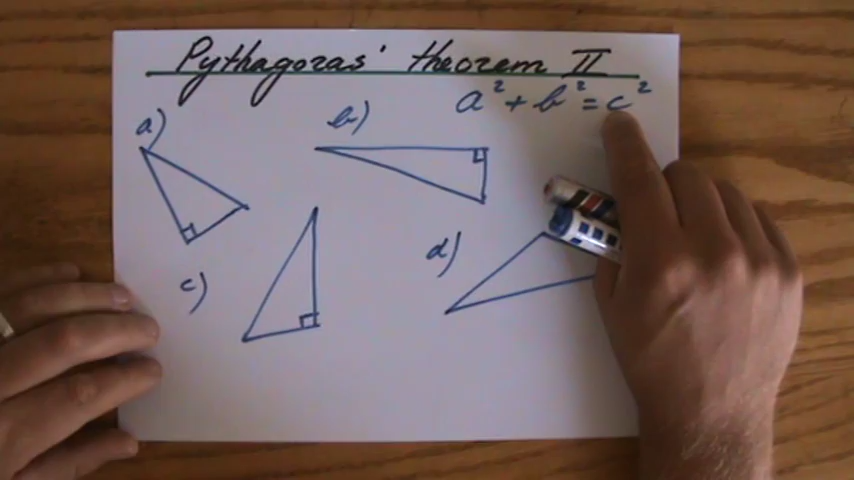 Pythagoras' theorem II
a² + b² = c²
a)
b)
c)
d)